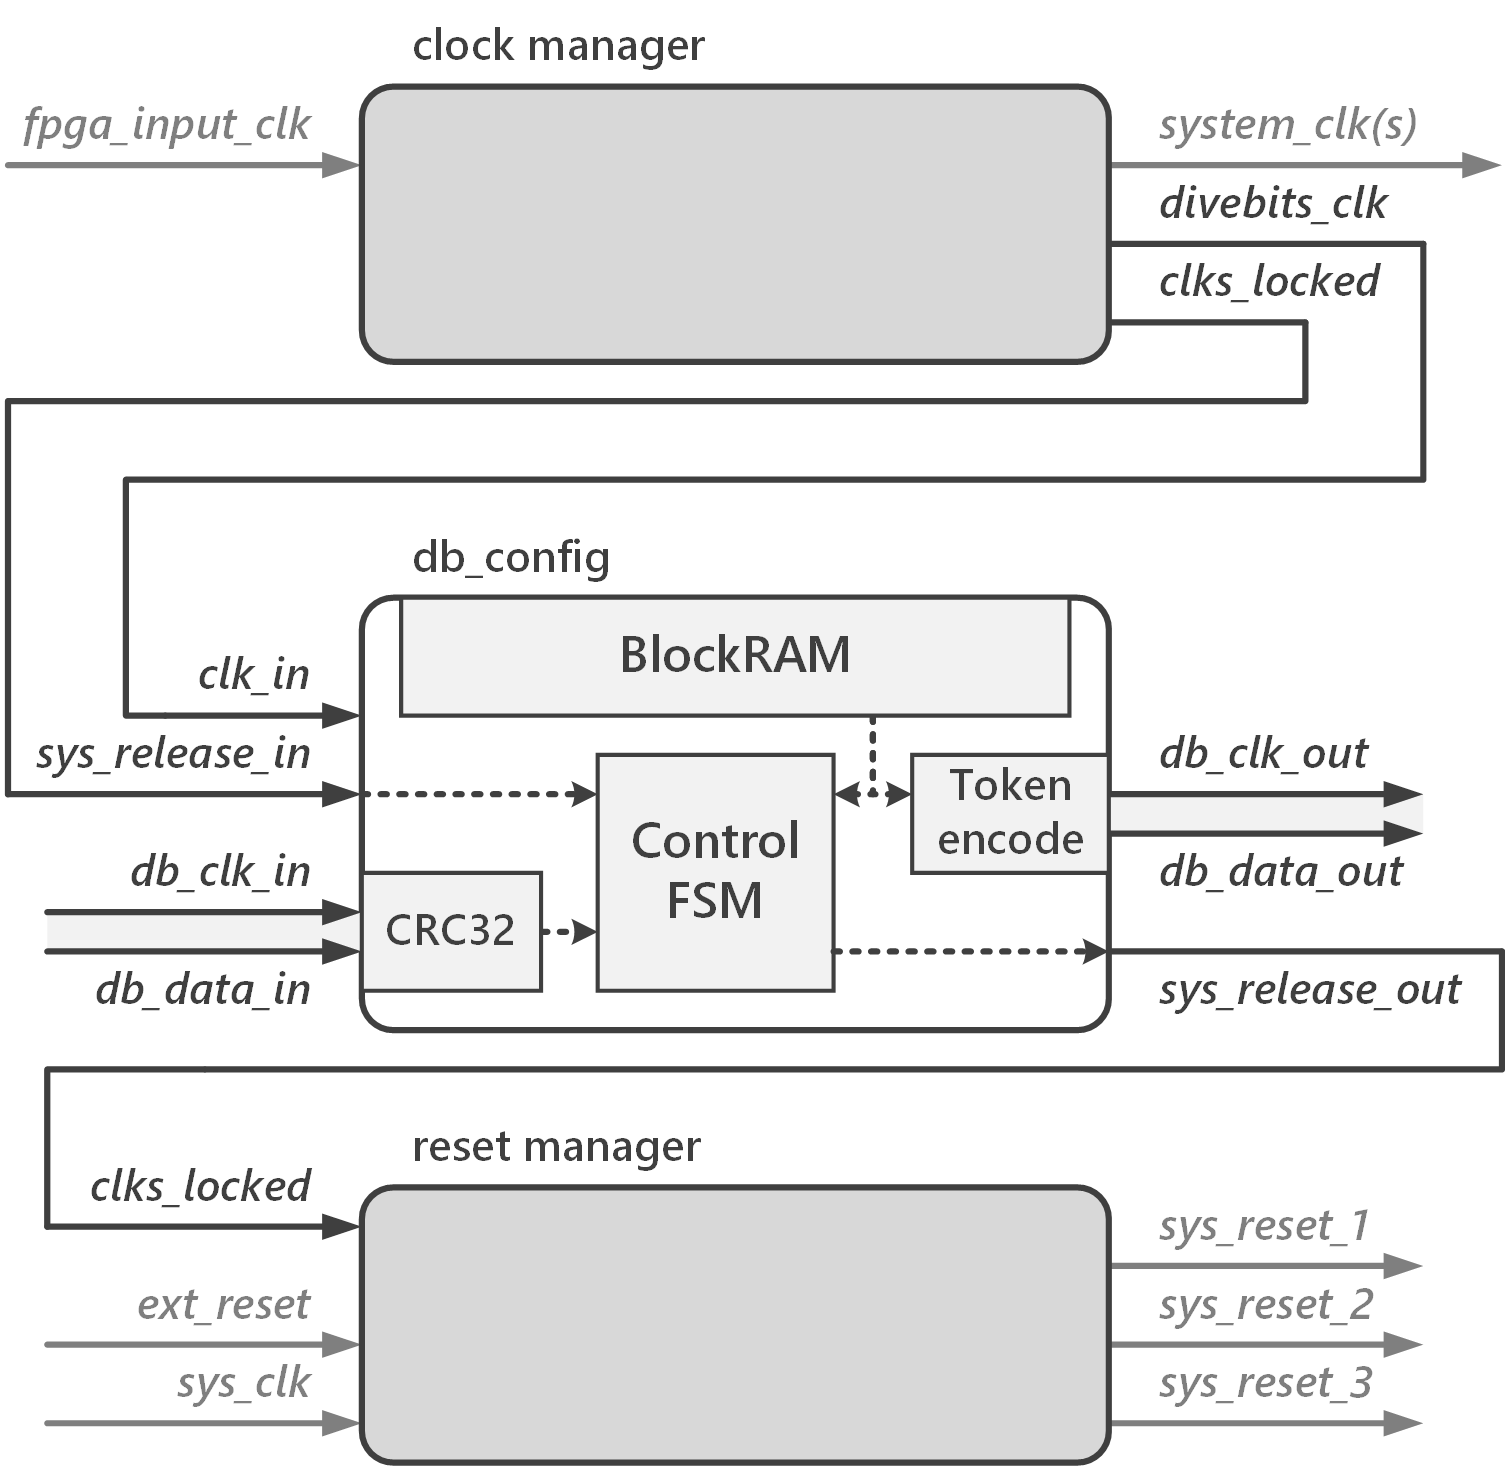 clock manager
fpga_input_clk
system_clk(s)
divebits_clk
clks_locked
db_config
BlockRAM
clk_in
sys_release_in
db_clk_out
Token
encode
Control
FSM
db_clk_in
db_data_out
CRC32
db_data_in
sys_release_out
reset manager
clks_locked
sys_reset_1
ext_reset
sys_reset_2
sys_clk
sys_reset_3